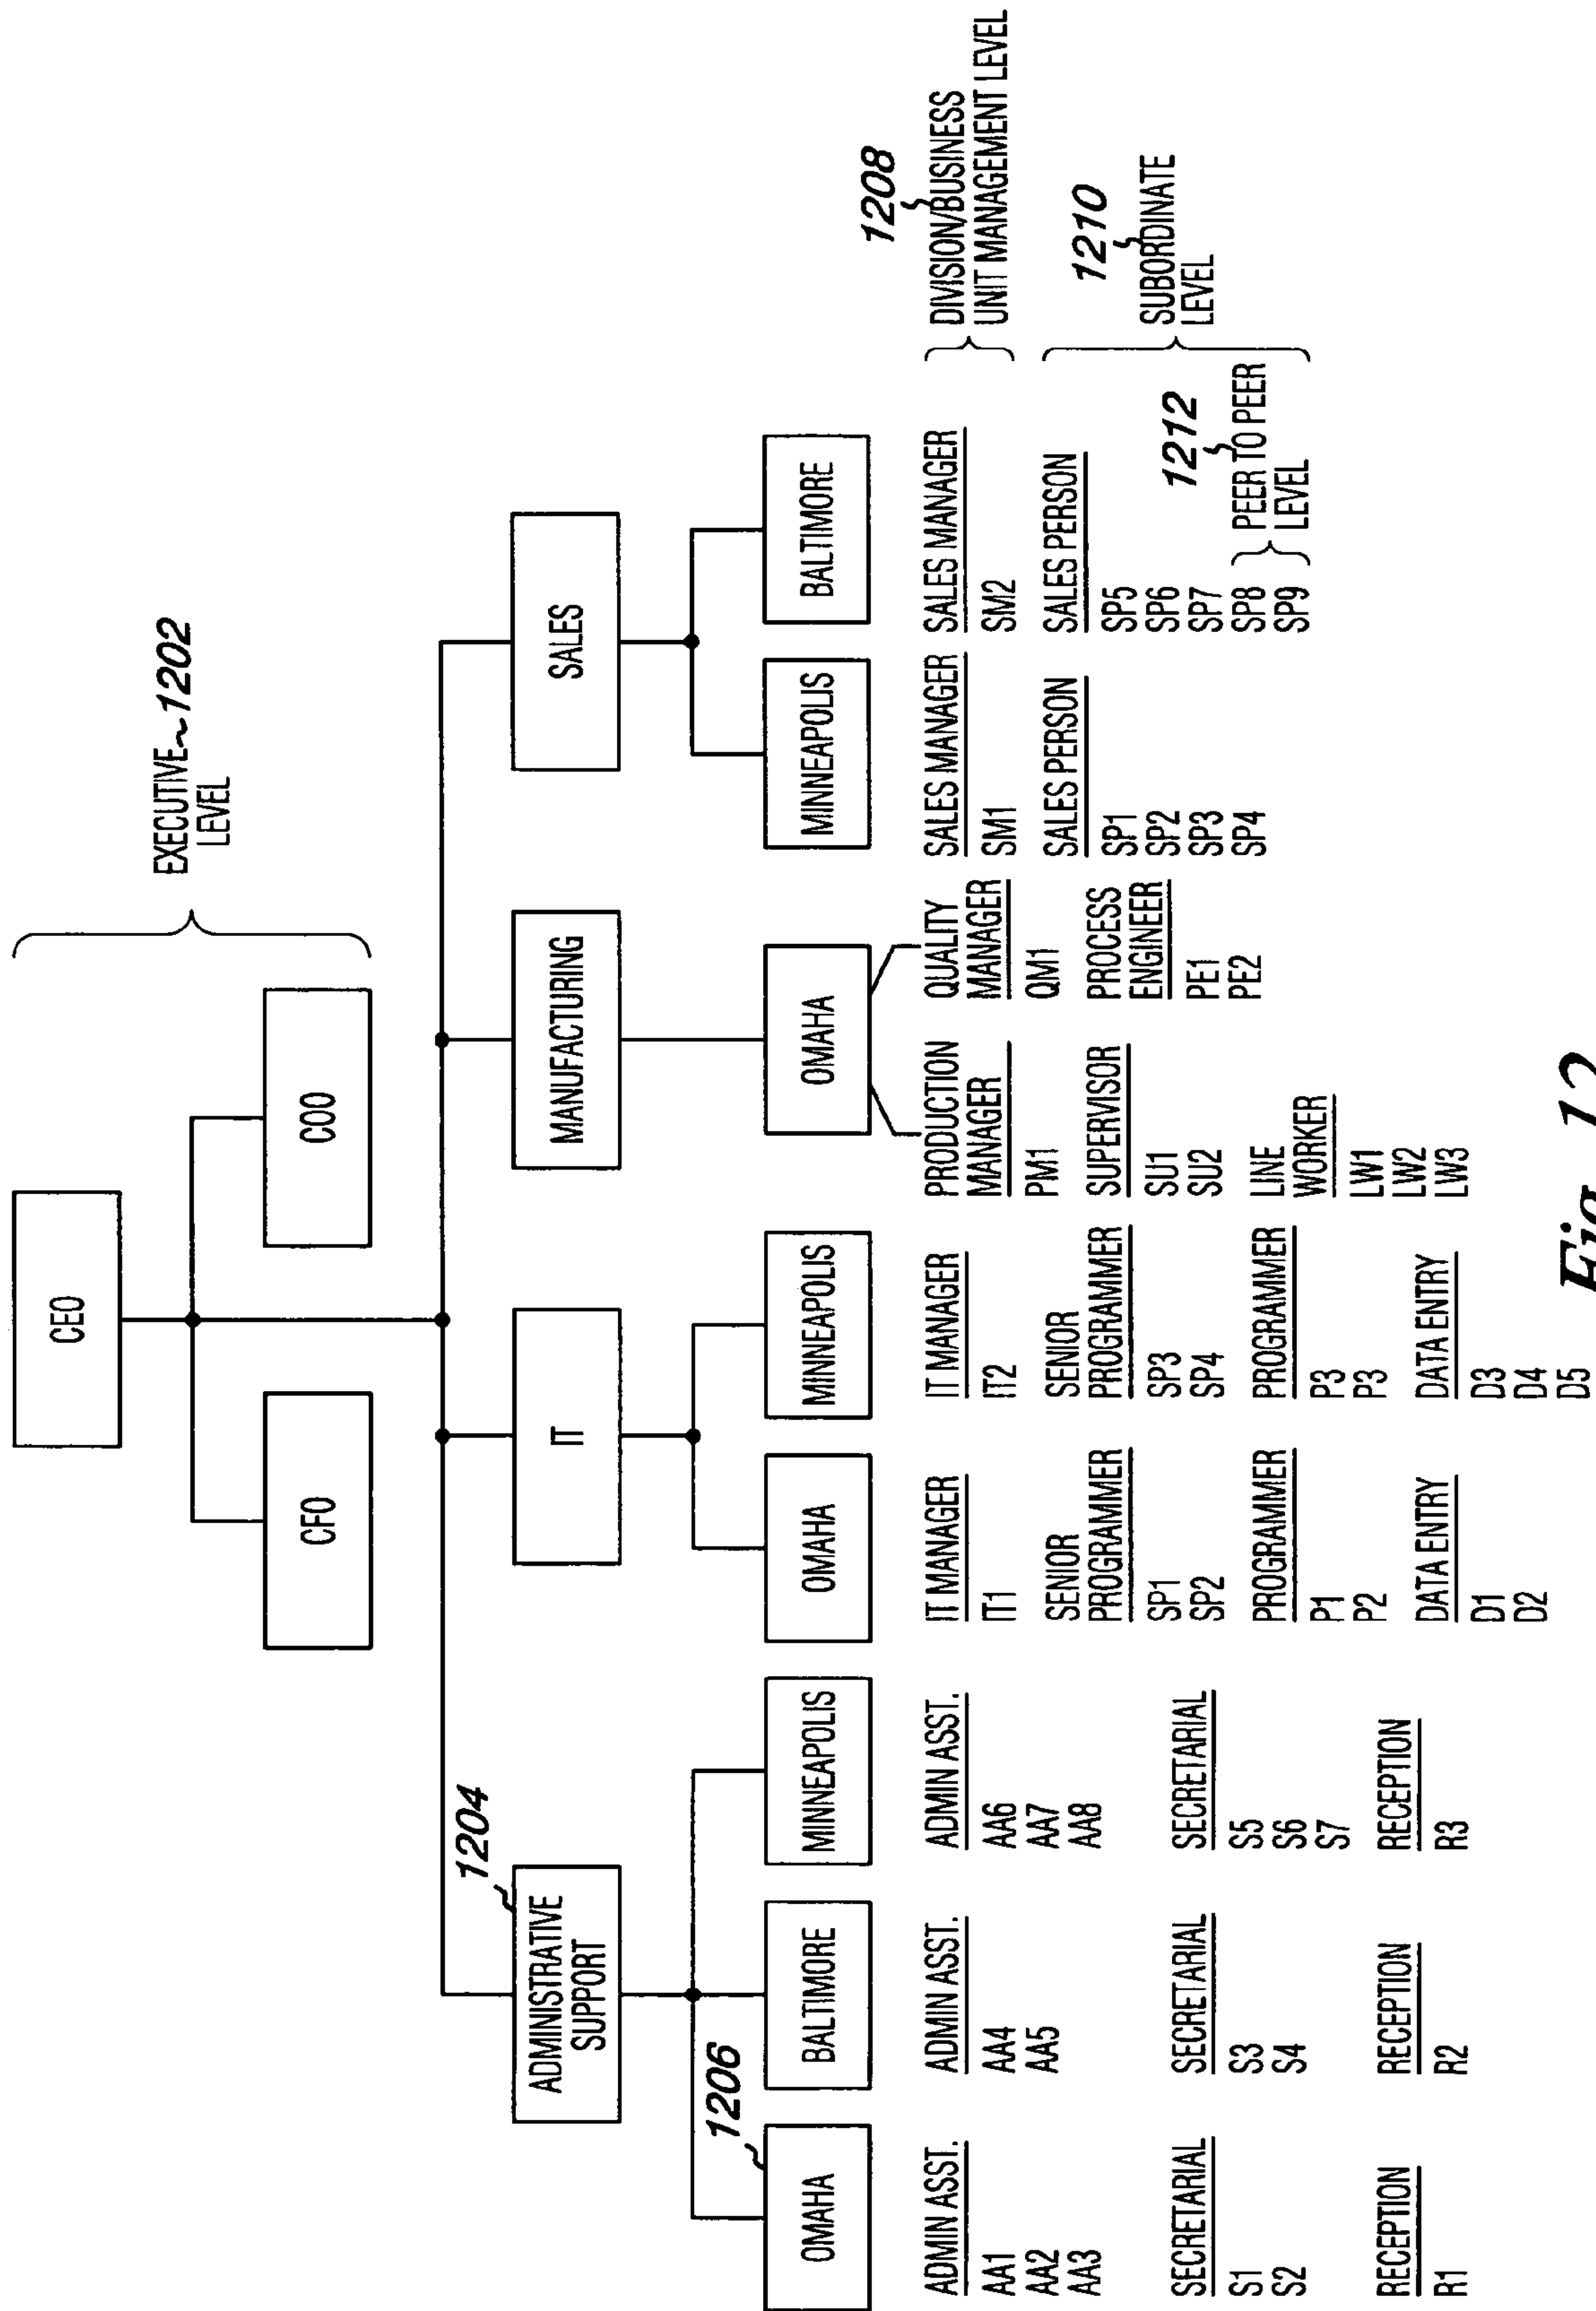 CEO
CFO
COO
EXECUTIVE
LEVEL
1202
1204
ADMINISTRATIVE
SUPPORT
IT
MANUFACTURING
SALES
1206
OMAHA
BALTIMORE
MINNEAPOLIS
OMAHA
MINNEAPOLIS
OMAHA
MINNEAPOLIS
BALTIMORE
ADMIN ASST.
AA1
AA2
AA3
SECRETARIAL
S1
S2
RECEPTION
R1
ADMIN ASST.
AA4
AA5
SECRETARIAL
S3
S4
RECEPTION
R2
ADMIN ASST.
AA6
AA7
AA8
SECRETARIAL
S5
S6
S7
RECEPTION
R3
IT MANAGER
IT1
SENIOR
PROGRAMMER
SP1
SP2
PROGRAMMER
P1
P2
DATA ENTRY
D1
D2
IT MANAGER
IT2
SENIOR
PROGRAMMER
SP3
SP4
PROGRAMMER
P3
P3
DATA ENTRY
D3
D4
D5
PRODUCTION
MANAGER
PM1
SUPERVISOR
SU1
SU2
LINE
WORKER
LW1
LW2
LW3
QUALITY
MANAGER
QM1
PROCESS
ENGINEER
PE1
PE2
SALES MANAGER
SM1
SALES PERSON
SP1
SP2
SP3
SP4
SALES MANAGER
SM2
SALES PERSON
SP5
SP6
SP7
SP8
SP9
1208
DIVISION/BUSINESS
UNIT MANAGEMENT LEVEL
1210
SUBORDINATE
LEVEL
1212
PEER TO PEER
LEVEL
Fig. 12